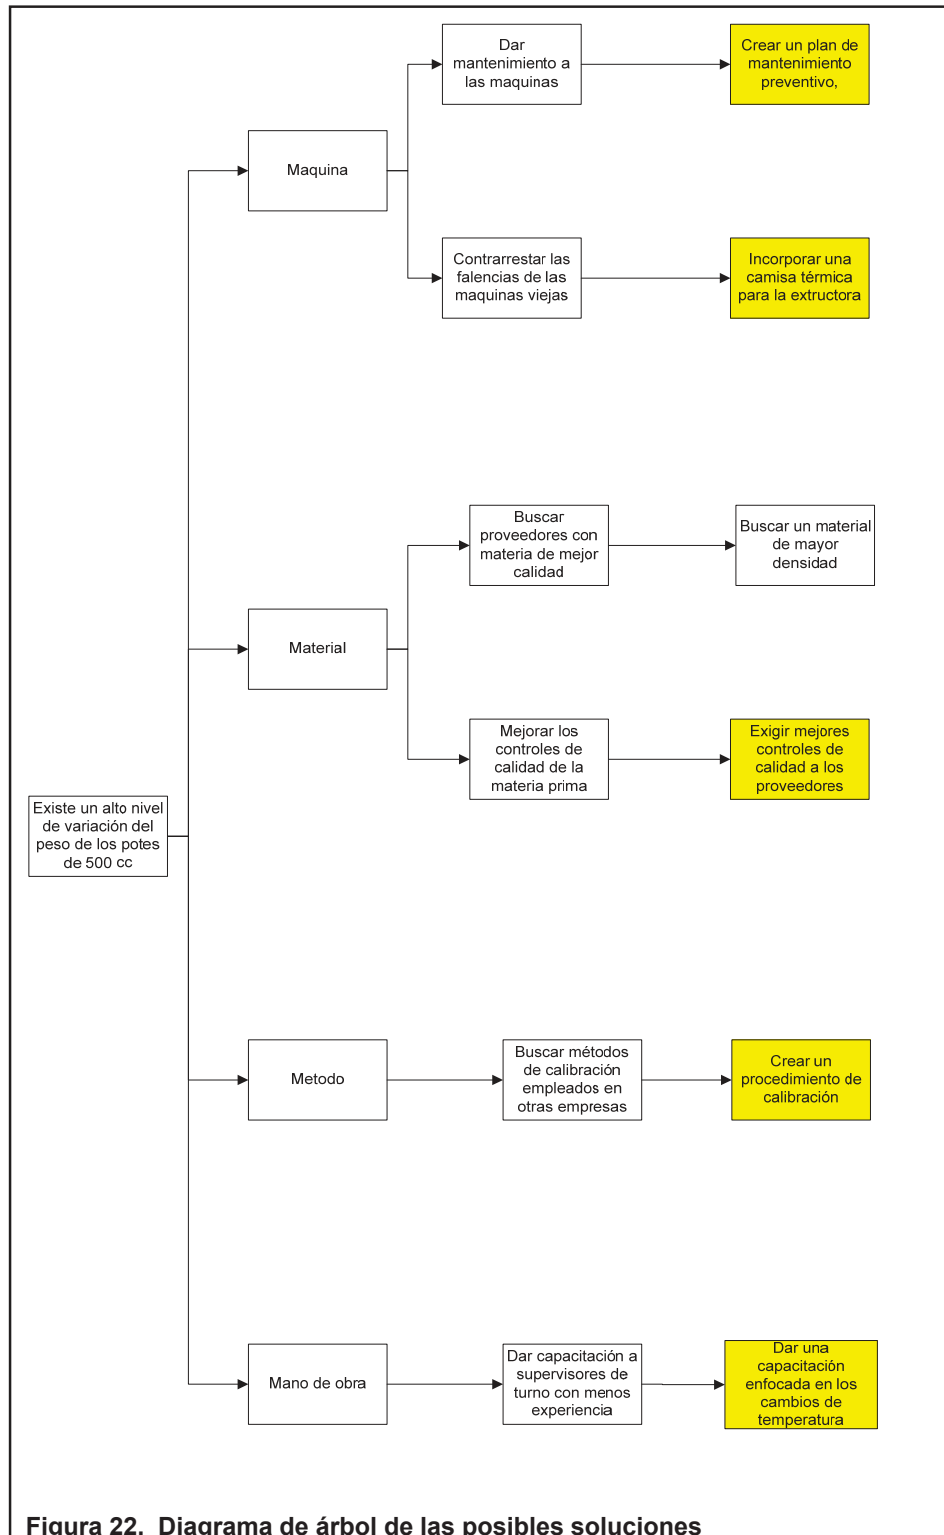 Dar
mantenimiento a
las maquinas
Crear un plan de
mantenimiento
preventivo,
Maquina
Contrarrestar las
falencias de las
maquinas viejas
Incorporar una
camisa térmica
para la extructora
Buscar
proveedores con
materia de mejor
calidad
Buscar un material
de mayor
densidad
Material
Mejorar los
controles de
calidad de la
materia prima
Exigir mejores
controles de
calidad a los
proveedores
Existe un alto nivel
de variación del
peso de los potes
de 500 cc
Metodo
Buscar métodos
de calibración
empleados en
otras empresas
Crear un
procedimiento de
calibración
Mano de obra
Dar capacitación a
supervisores de
turno con menos
experiencia
Dar una
capacitación
enfocada en los
cambios de
temperatura
Figura 22. Diagrama de árbol de las posibles soluciones